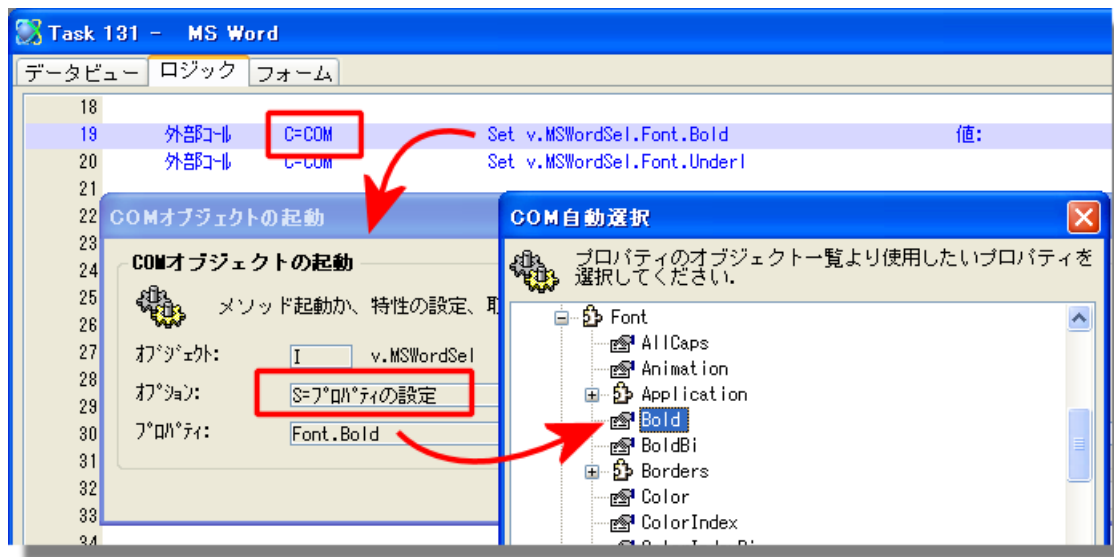 Task 131 - MS Word
データビュー ロジック フォーム
18
19 外部コール C=COM Set v.MSWordSel.Font.Bold 値:
20 外部コール C=COM Set v.MSWordSel.Font.Underl
21
22
23
24
25
26
27
28
29
30
31
32
33
34
COMオブジェクトの起動
COMオブジェクトの起動
メソッド起動か、特性の設定、
オブジェクト: I v.MSWordSel
オプション: S=プロパティの設定
プロパティ: Font.Bold
COM自動選択
プロパティのオブジェクト一覧より使用したいプロパティを
選択してください.
Font
AllCaps
Animation
Application
Bold
BoldBi
Borders
Color
ColorIndex